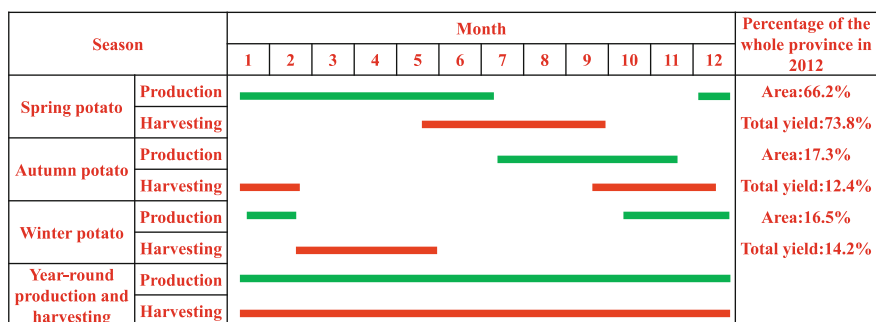 Season
Month
Percentage of the
whole province in
2012
1 2 3 4 5 6 7 8 9 10 11 12
Spring potato
Production
Area:66.2%
Harvesting
Total yield:73.8%
Autumn potato
Production
Area:17.3%
Harvesting
Total yield:12.4%
Winter potato
Production
Area:16.5%
Harvesting
Total yield:14.2%
Year-round
production and
harvesting
Production
Harvesting